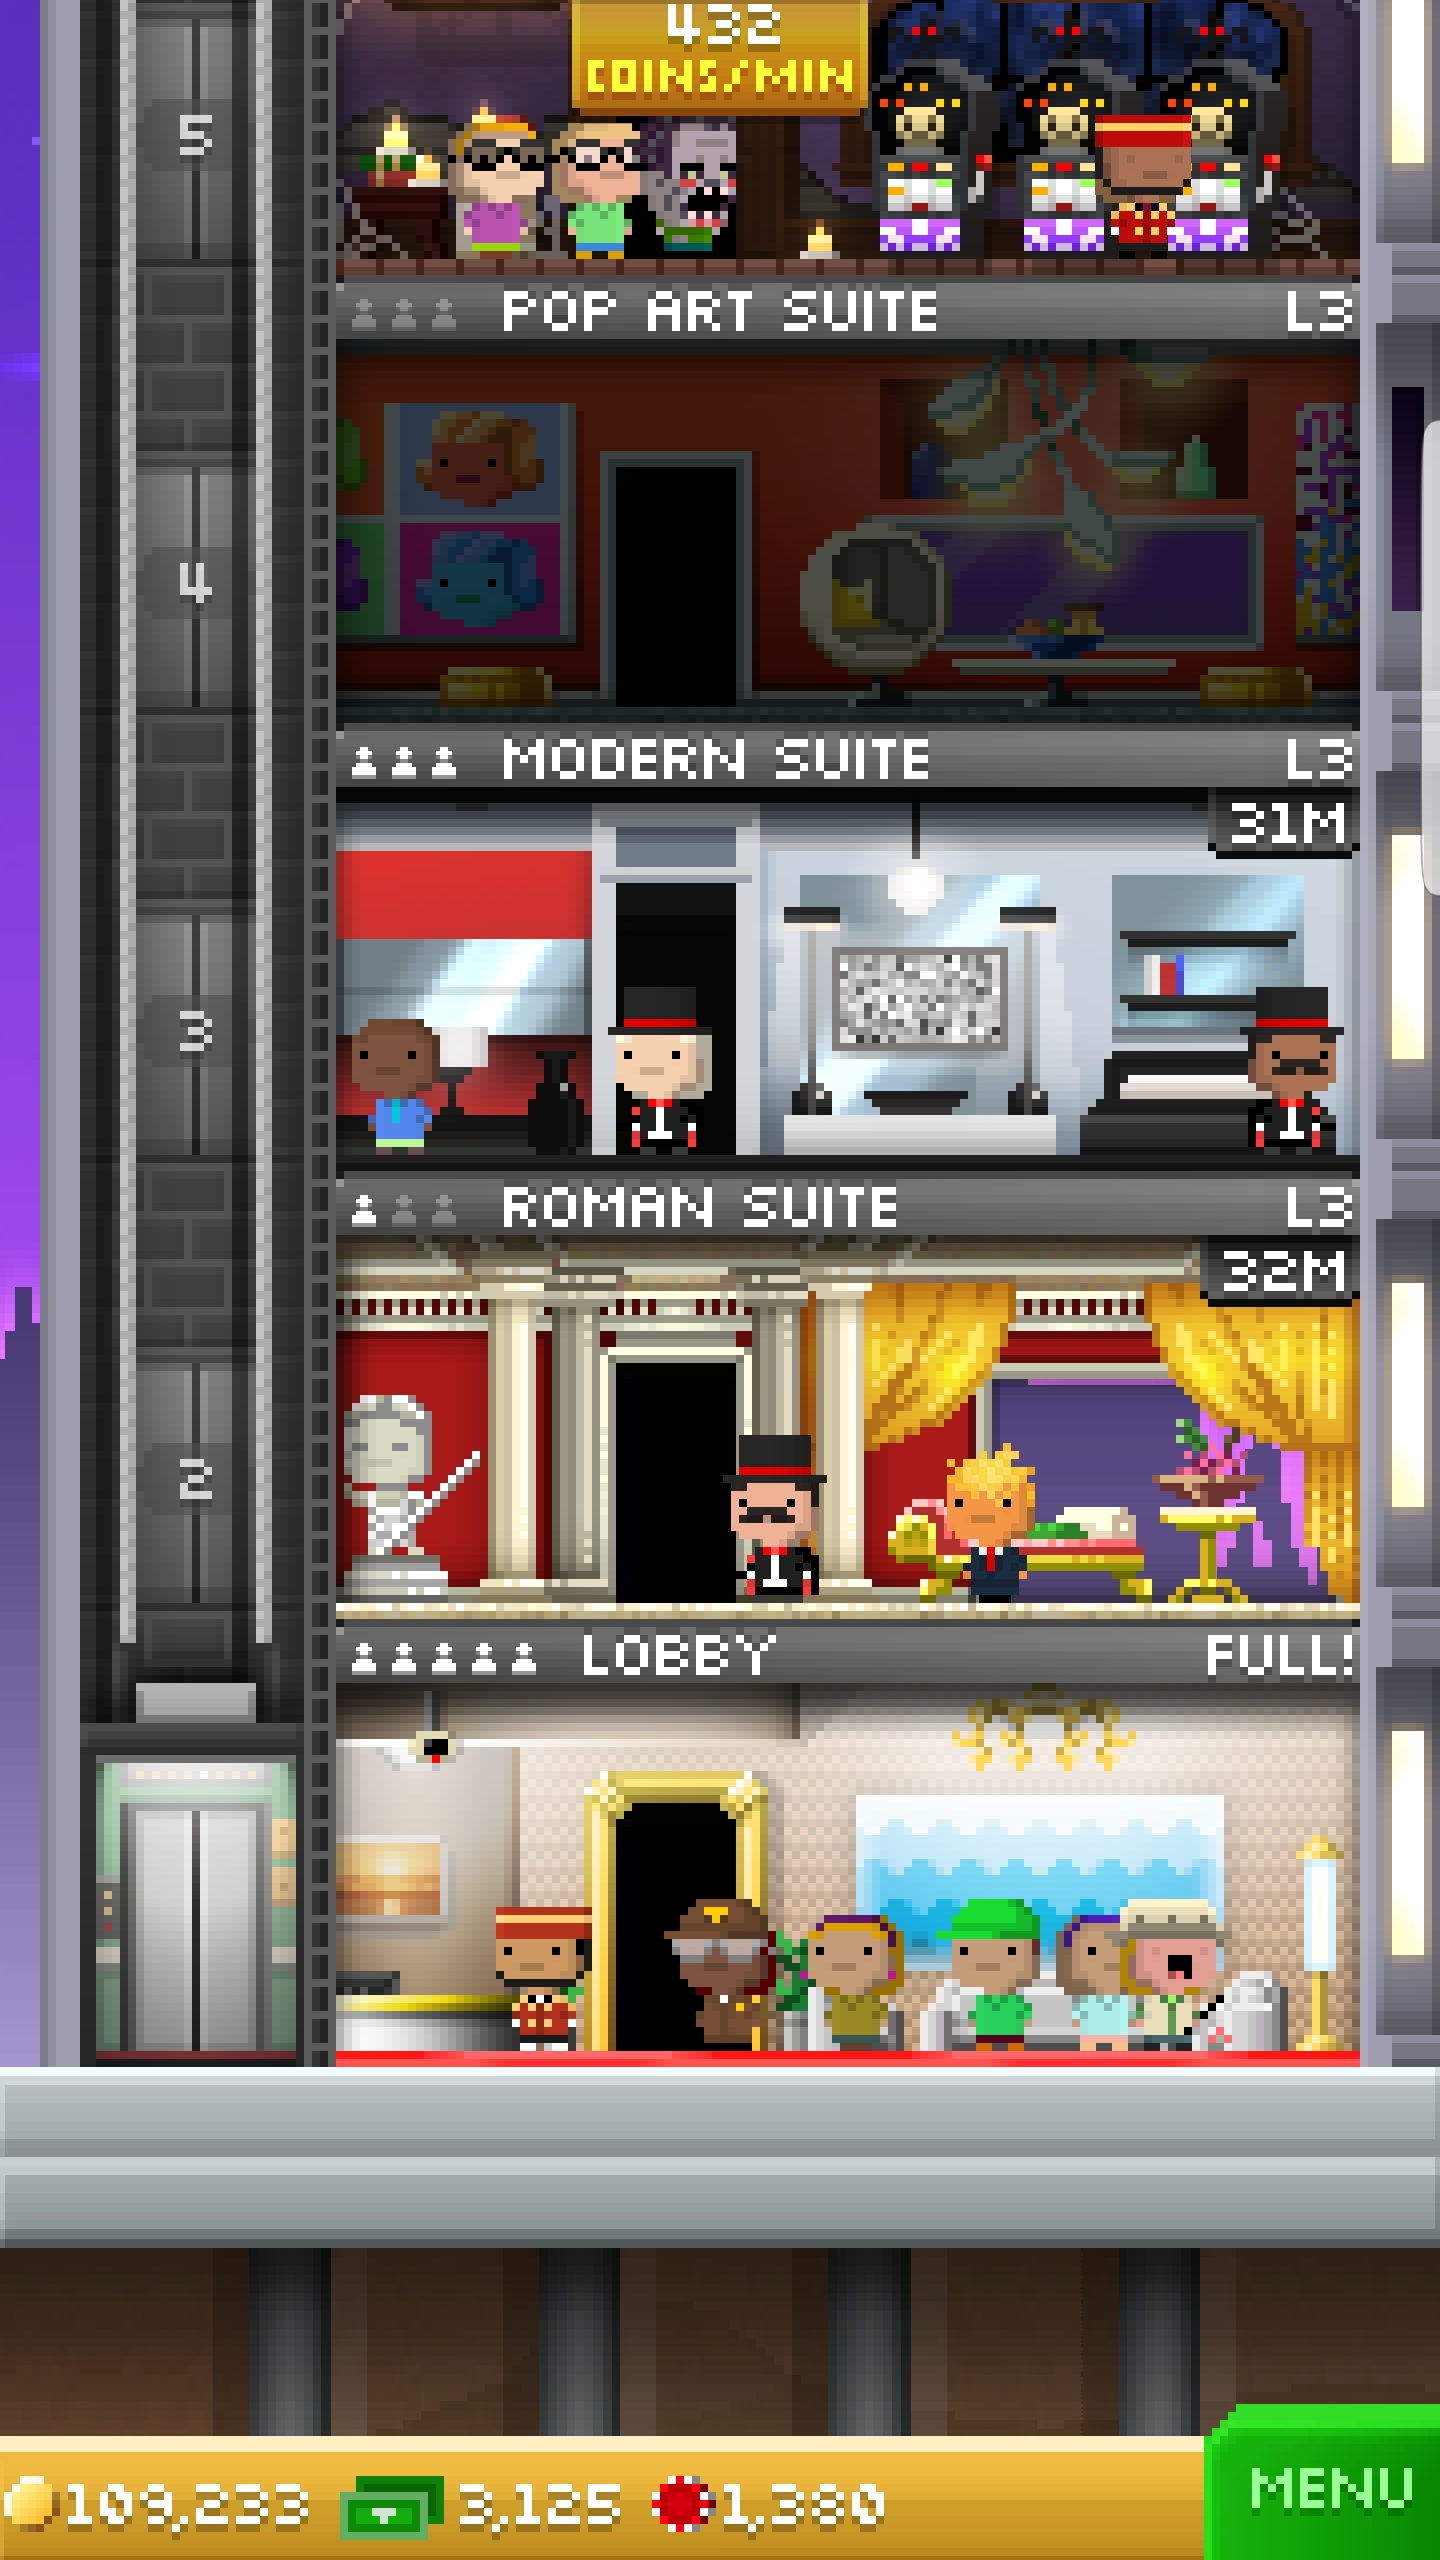 432
COINS/MIN
5
POP ART SUITE L3
4
MODERN SUITE L3
31M
3
ROMAN SUITE L3
32M
2
LOBBY FULL!
109,233 3,125 1,380 MENU